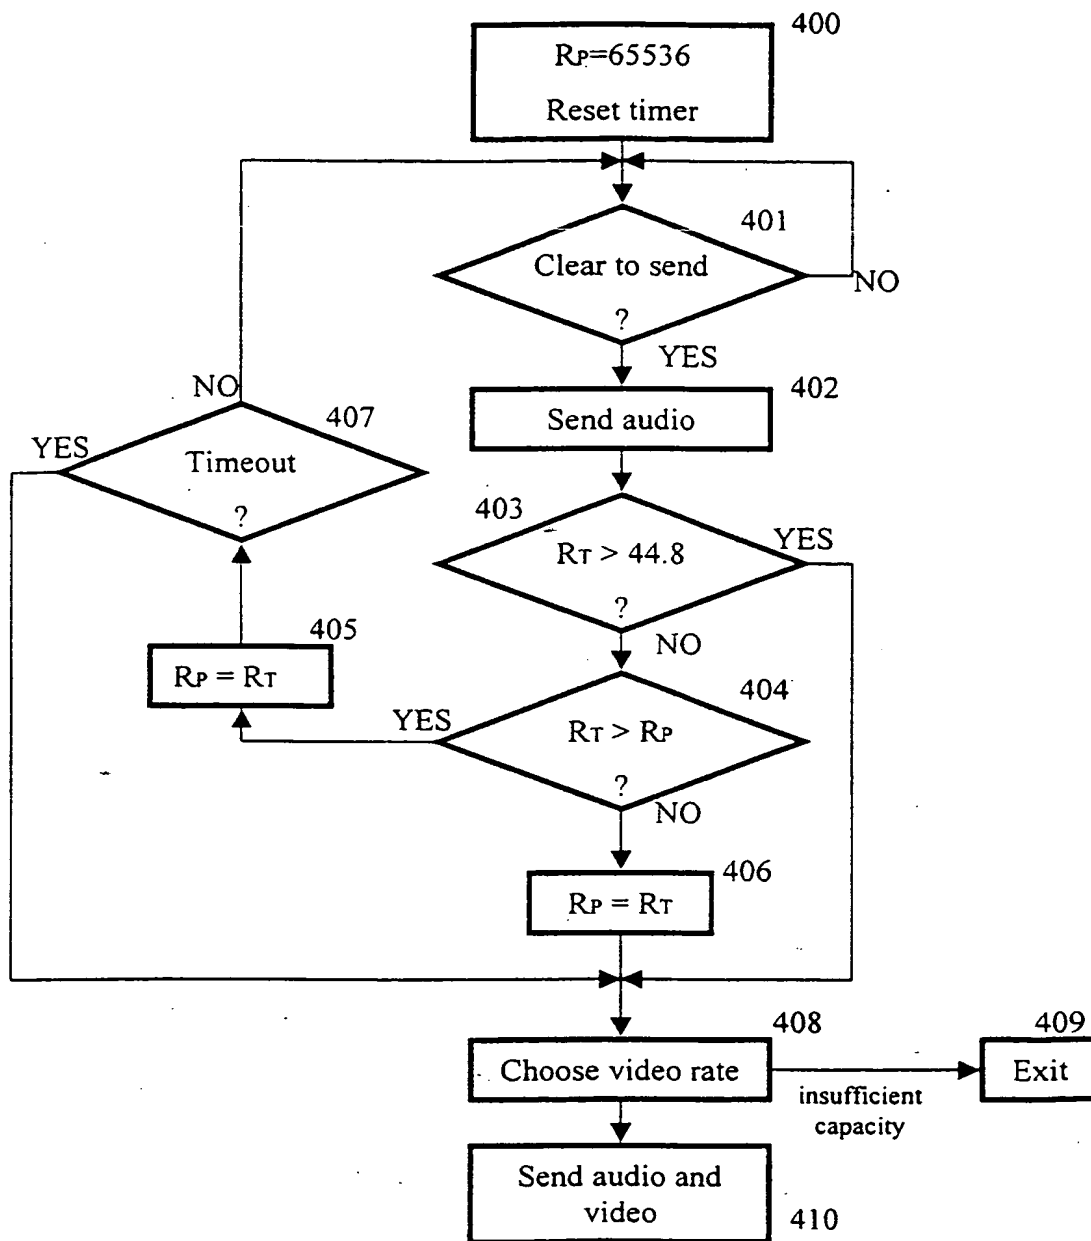 400
RP=65536
Reset timer
401
Clear to send
?
NO
YES
402
Send audio
NO
407
YES
Timeout
?
403
RT > 44.8
?
YES
NO
405
RP = RT
404
YES
RT > RP
?
NO
406
RP = RT
408
Choose video rate
409
Exit
insufficient
capacity
Send audio and
video
410